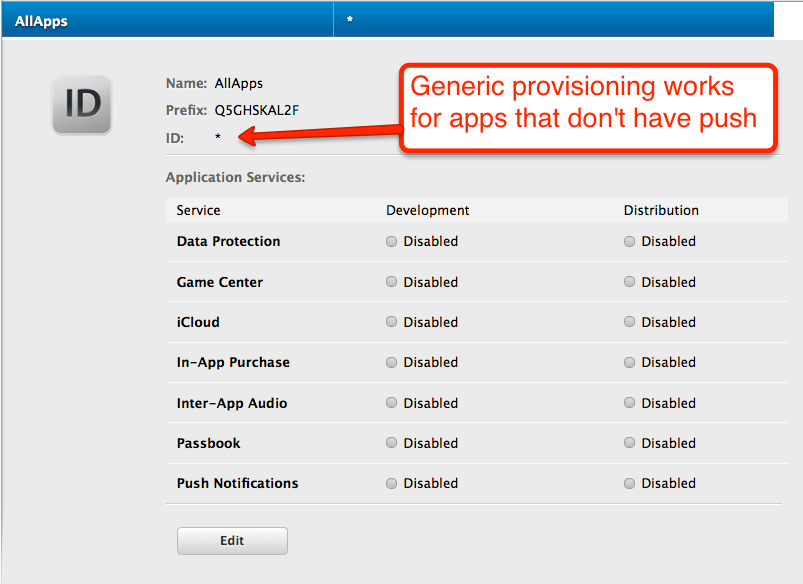 AllApps *
ID
Name: AllApps
Prefix: Q5GHSKAL2F
ID: *
Generic provisioning works
for apps that don't have push
Application Services:
Service Development Distribution
Data Protection Disabled Disabled
Game Center Disabled Disabled
iCloud Disabled Disabled
In-App Purchase Disabled Disabled
Inter-App Audio Disabled Disabled
Passbook Disabled Disabled
Push Notifications Disabled Disabled
Edit